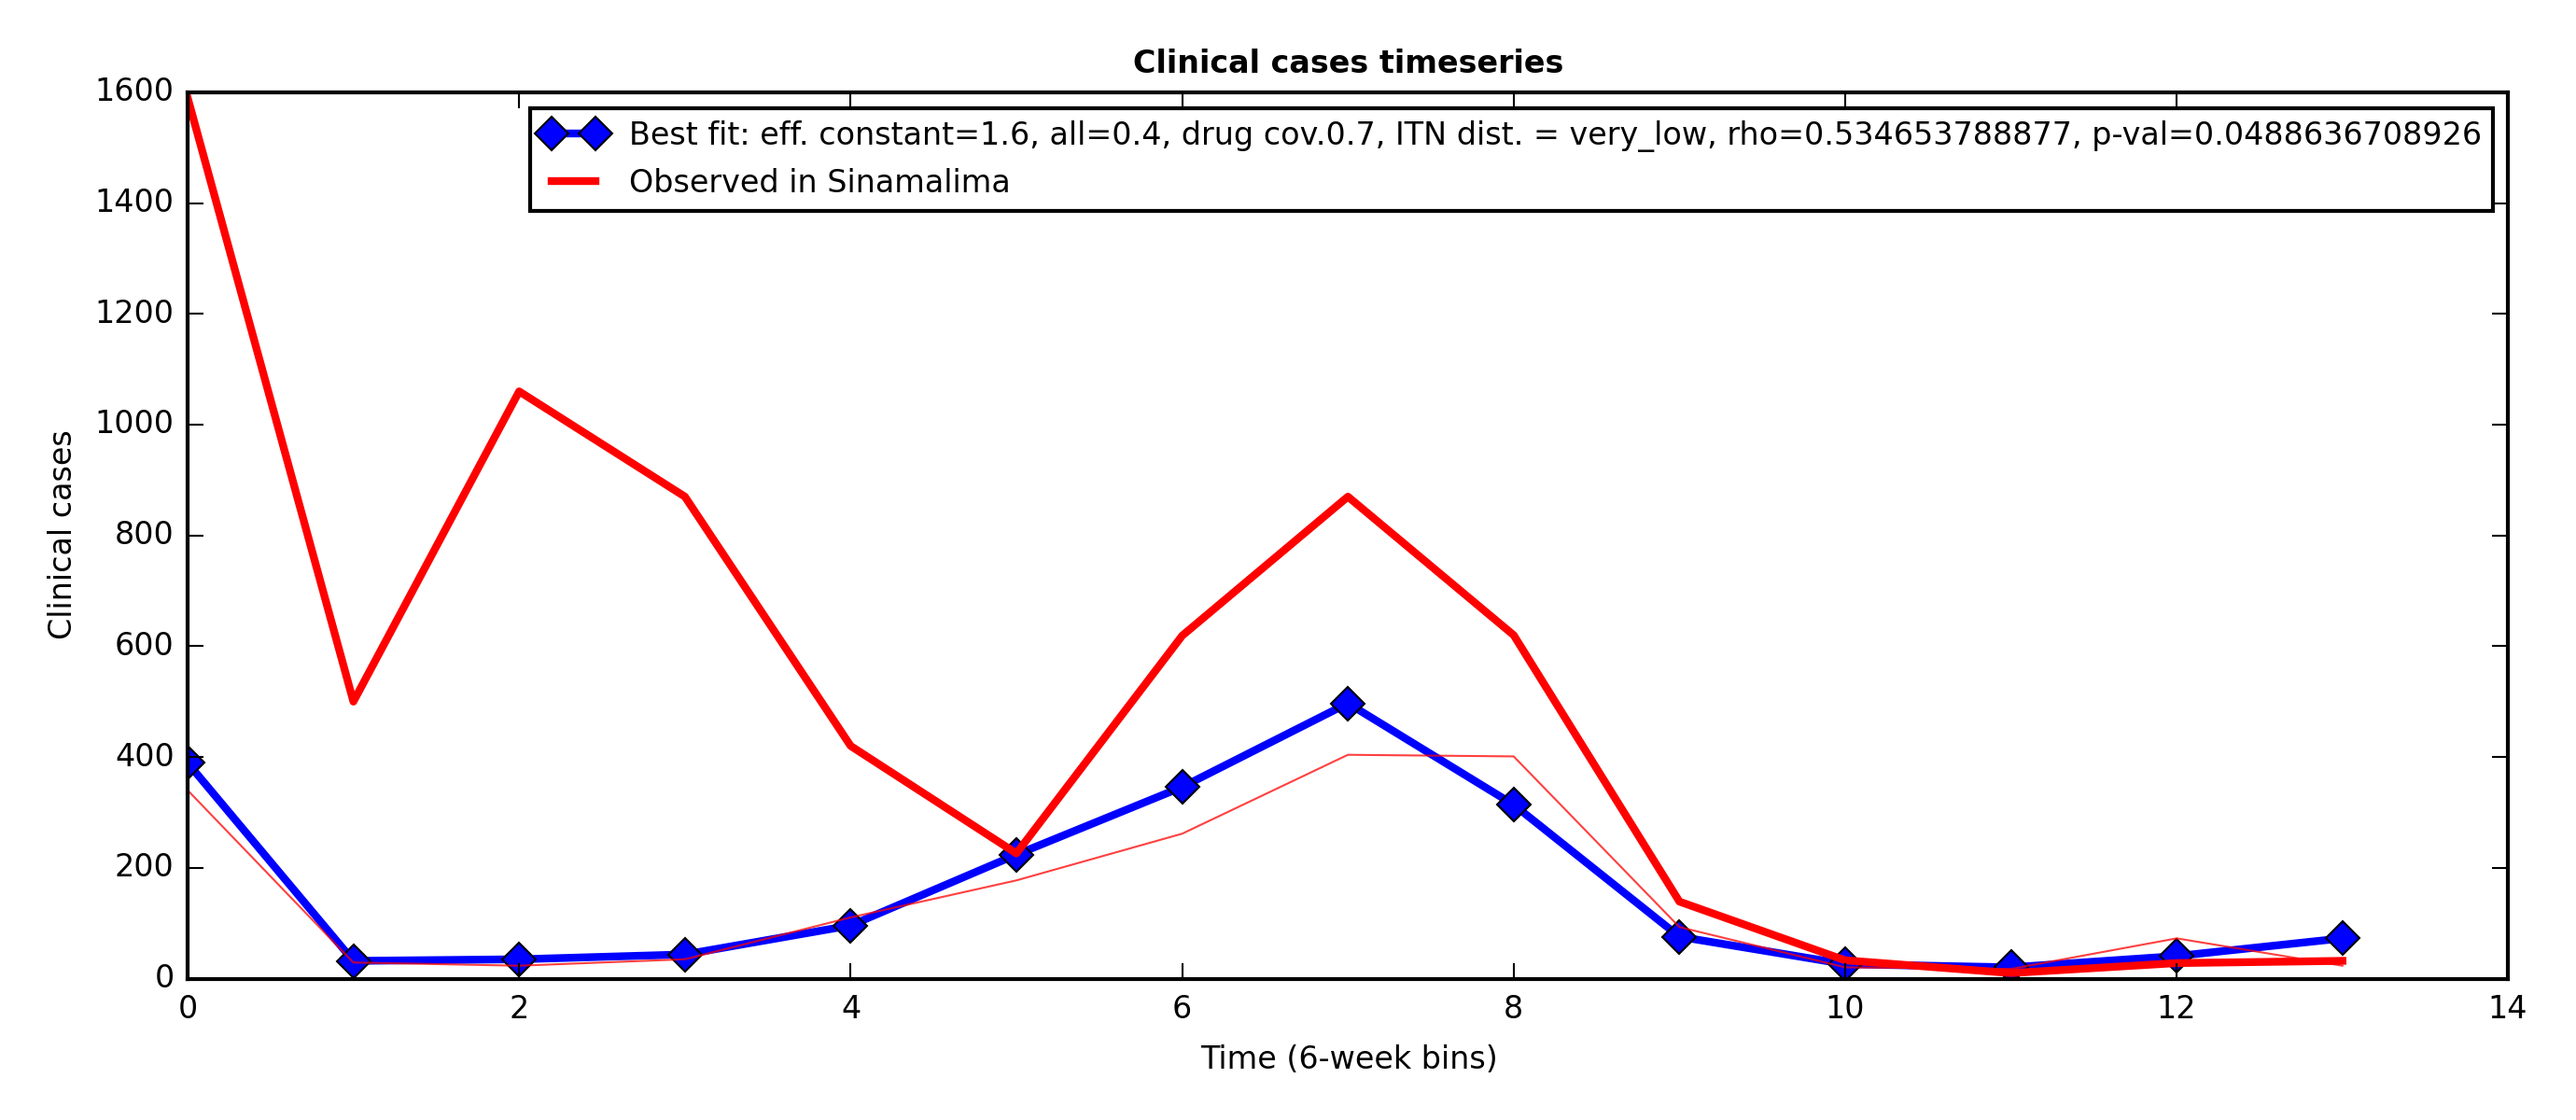 Clinical cases timeseries
1600
1400
1200
1000
800
600
400
200
0
Clinical cases
Best fit: eff. constant=1.6, all=0.4, drug cov.0.7, ITN dist. = very_low, rho=0.534653788877, p-val=0.0488636708926
Observed in Sinamalima
0 2 4 6 8 10 12 14
Time (6-week bins)